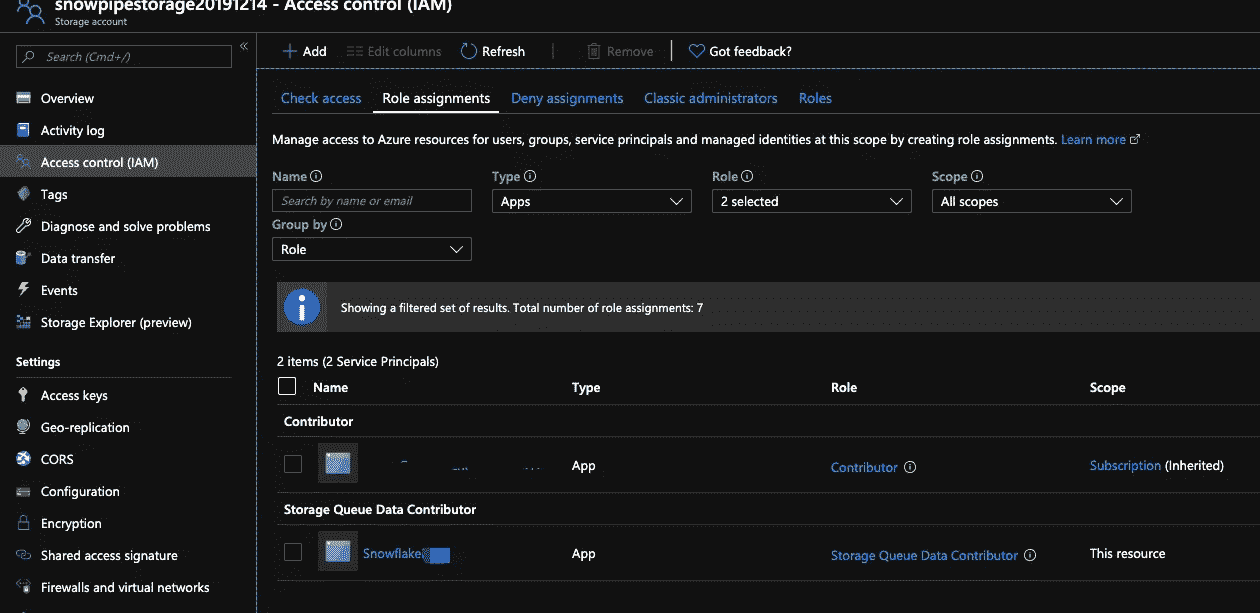 snowpipestorage20191214 - Access control (IAM)
Storage account
Search (Cmd+/)
«
Overview
Activity log
Access control (IAM)
Tags
Diagnose and solve problems
Data transfer
Events
Storage Explorer (preview)
Settings
Access keys
Geo-replication
CORS
Configuration
Encryption
Shared access signature
Firewalls and virtual networks
Add Edit columns Refresh Remove Got feedback?
Check access Role assignments Deny assignments Classic administrators Roles
Manage access to Azure resources for users, groups, service principals and managed identities at this scope by creating role assignments. Learn more
Name Type Role Scope
Search by name or email Apps 2 selected All scopes
Group by
Role
Showing a filtered set of results. Total number of role assignments: 7
2 items (2 Service Principals)
Name Type Role Scope
Contributor
App Contributor Subscription (Inherited)
Storage Queue Data Contributor
Snowflake App Storage Queue Data Contributor This resource